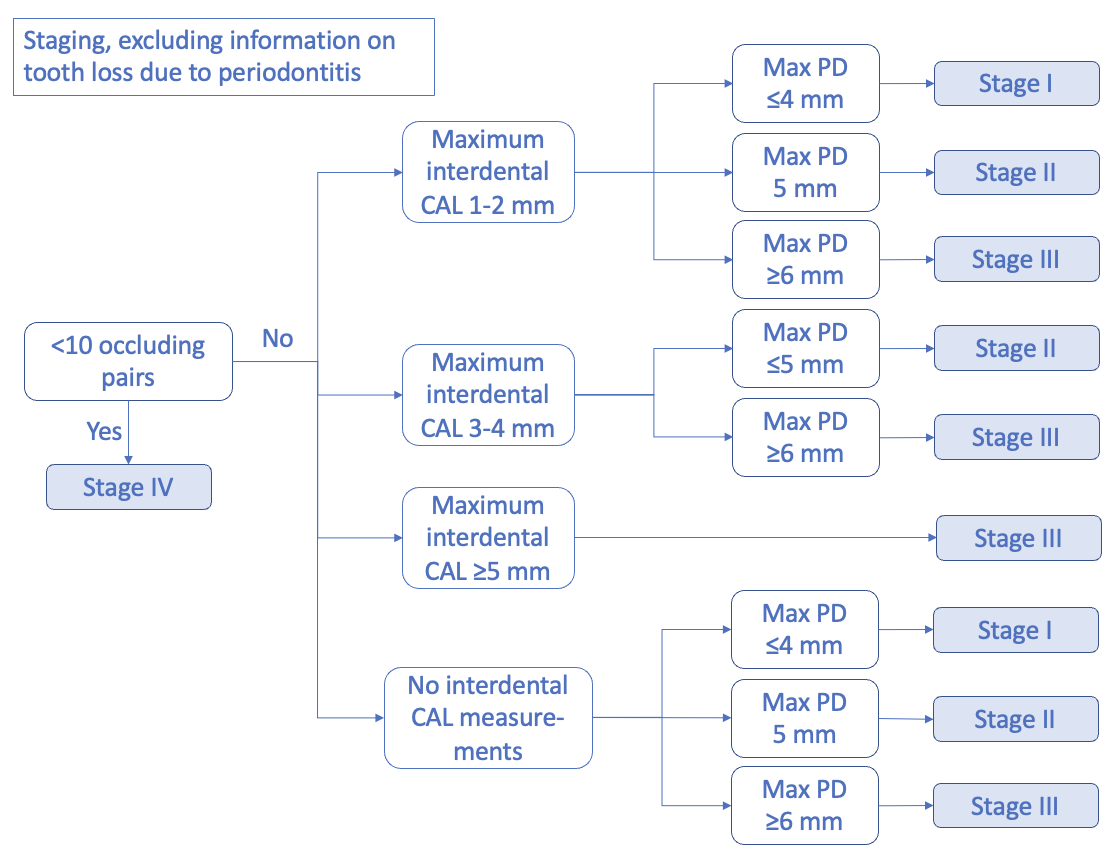 Staging, excluding information on
tooth loss due to periodontitis
<10 occluding
pairs
No
Yes
Stage IV
Maximum
interdental
CAL 1-2 mm
Max PD
≤4 mm
Stage I
Max PD
5 mm
Stage II
Max PD
≥6 mm
Stage III
Maximum
interdental
CAL 3-4 mm
Max PD
≤5 mm
Stage II
Max PD
≥6 mm
Stage III
Maximum
interdental
CAL ≥5 mm
Stage III
No interdental
CAL measure-
ments
Max PD
≤4 mm
Stage I
Max PD
5 mm
Stage II
Max PD
≥6 mm
Stage III